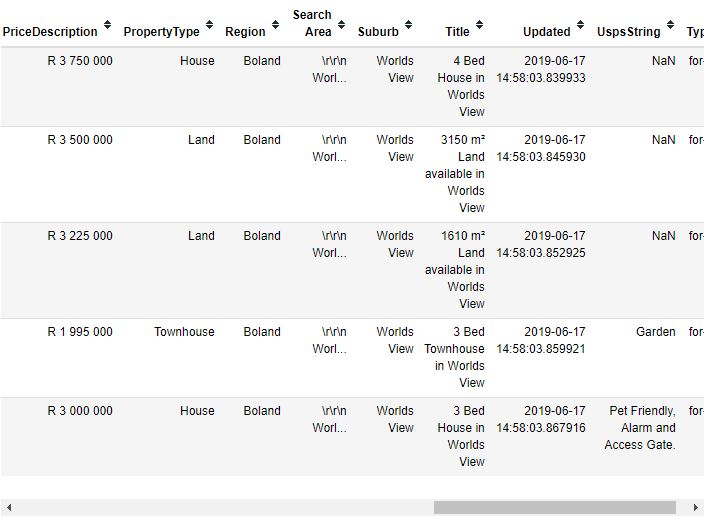 PriceDescription PropertyType Region Search Area Suburb Title Updated UspsString Typ
R 3 750 000 House Boland \r\r\n Worl... Worlds View 4 Bed House in Worlds View 2019-06-17 14:58:03.839933 NaN for-
R 3 500 000 Land Boland \r\r\n Worl... Worlds View 3150 m² Land available in Worlds View 2019-06-17 14:58:03.845930 NaN for-
R 3 225 000 Land Boland \r\r\n Worl... Worlds View 1610 m² Land available in Worlds View 2019-06-17 14:58:03.852925 NaN for-
R 1 995 000 Townhouse Boland \r\r\n Worl... Worlds View 3 Bed Townhouse in Worlds View 2019-06-17 14:58:03.859921 Garden for-
R 3 000 000 House Boland \r\r\n Worl... Worlds View 3 Bed House in Worlds View 2019-06-17 14:58:03.867916 Pet Friendly, Alarm and Access Gate. for-